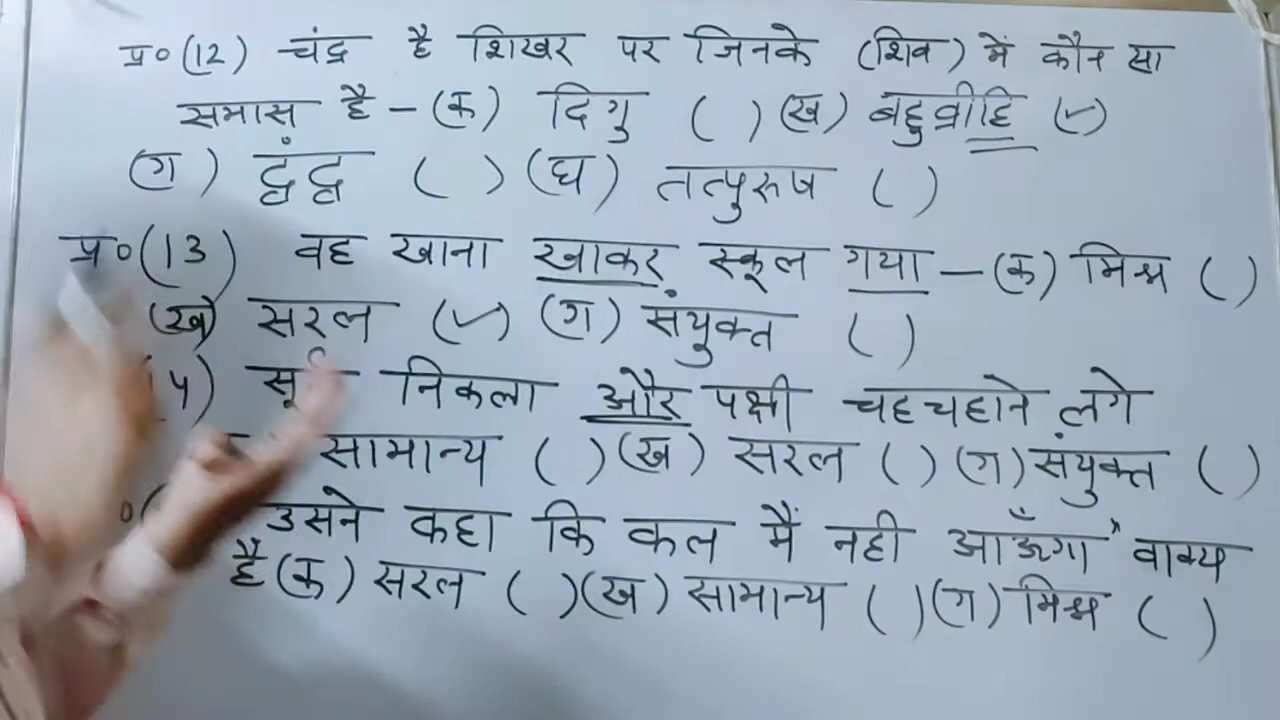 प्र०(12) चंद्र है शिखर पर जिनके (शिव) में कौन सा
समास है – (क) दिगु ( ) (ख) बहुव्रीहि (✓)
(ग) द्वंद्व ( ) (घ) तत्पुरुष ( )
प्र०(13) वह खाना खाकर स्कूल गया – (क) मिश्र ( )
(ख) सरल (✓) (ग) संयुक्त ( )
निकला और पक्षी चहचहाने लगे
सामान्य ( ) (ख) सरल ( ) (ग) संयुक्त ( )
उसने कहा कि कल मैं नही आऊँगा" वाक्य
है (क) सरल ( ) (ख) सामान्य ( ) (ग) मिश्र ( )